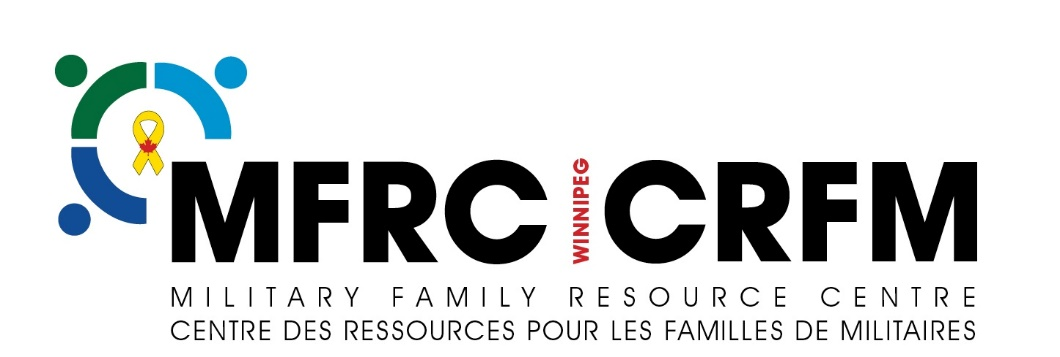 MFRC WINNIPEG CRFM
MILITARY FAMILY RESOURCE CENTRE
CENTRE DES RESSOURCES POUR LES FAMILLES DE MILITAIRES